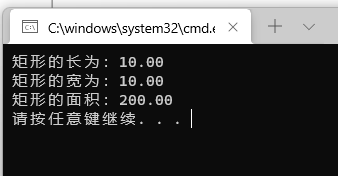 C:\windows\system32\cmd.e
矩形的长为: 10.00
矩形的宽为: 10.00
矩形的面积: 200.00
请按任意键继续. . .